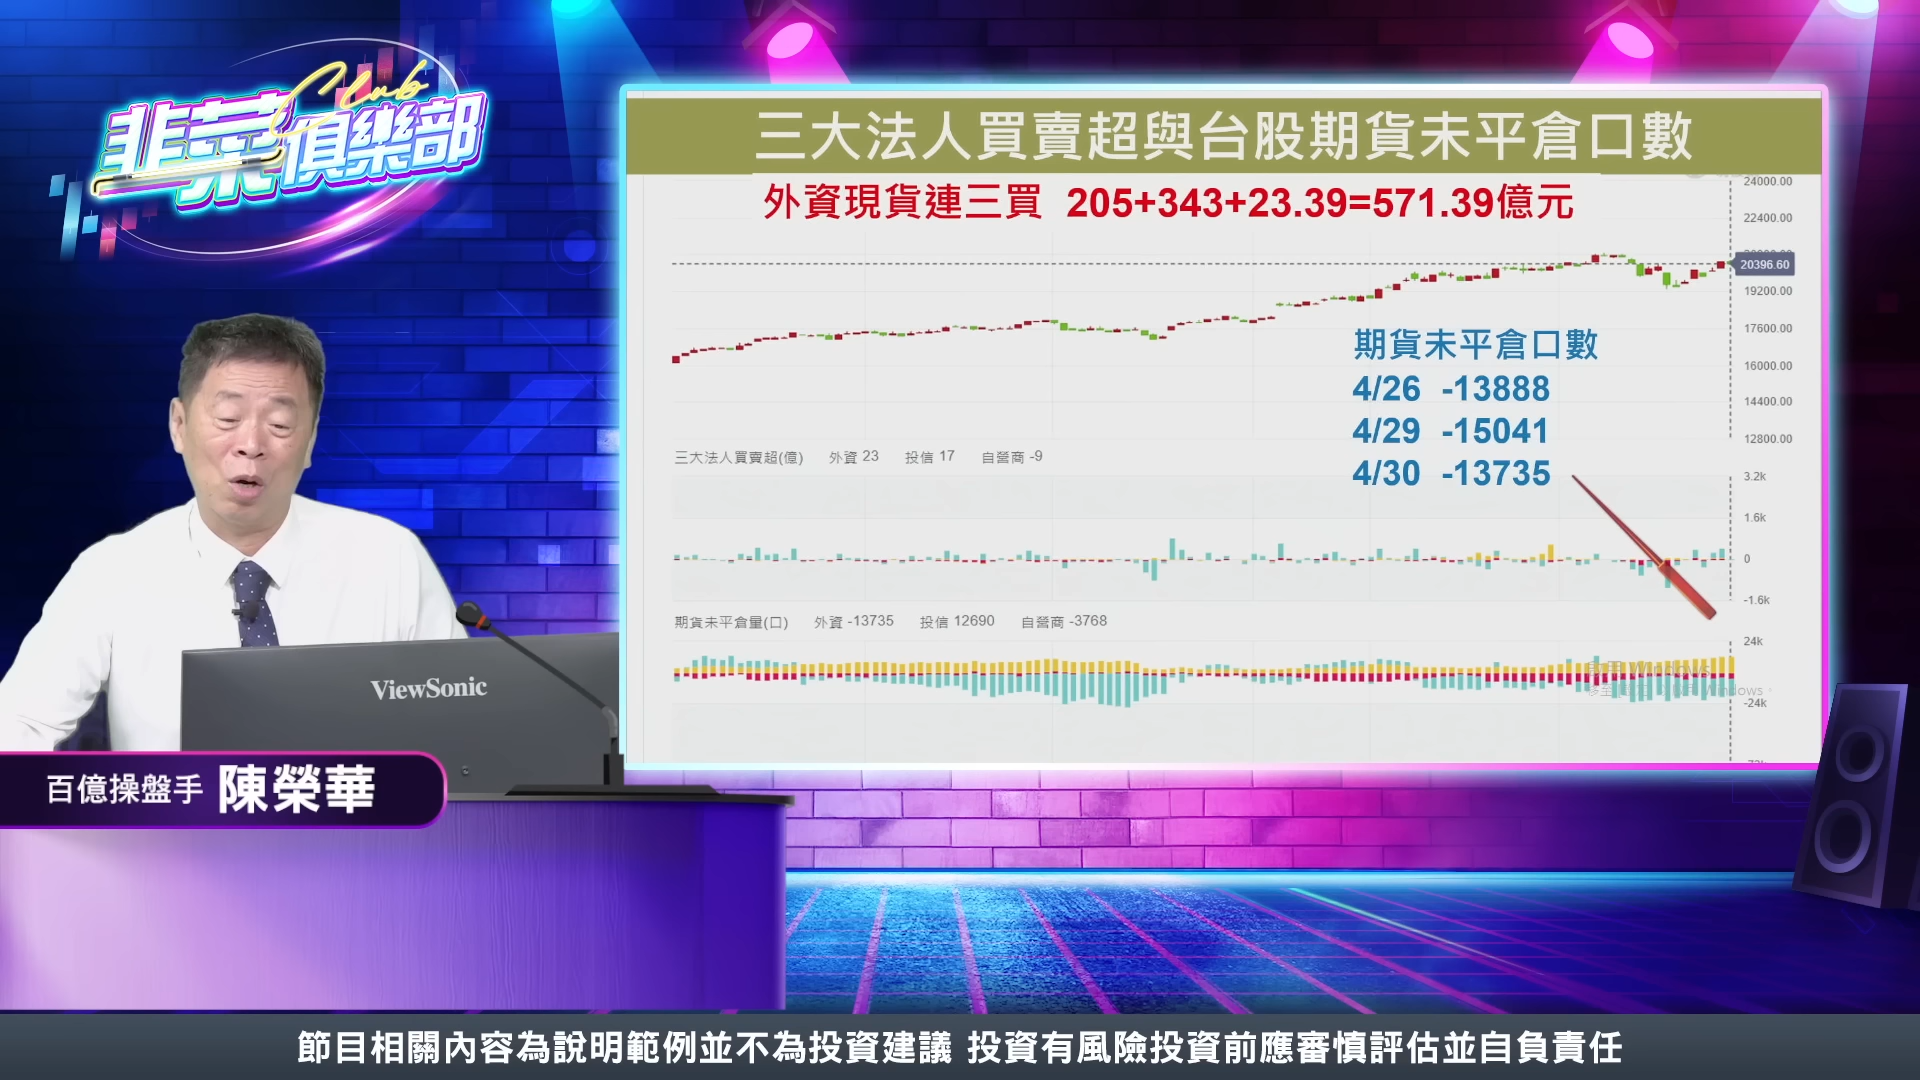 Club
韭菜俱樂部
三大法人買賣超與台股期貨未平倉口數
外資現貨連三買 205+343+23.39=571.39億元
24000.00
22400.00
20396.60
19200.00
17600.00
16000.00
14400.00
12800.00
期貨未平倉口數
4/26 -13888
4/29 -15041
4/30 -13735
三大法人買賣超(億) 外資 23 投信 17 自營商 -9
3.2k
1.6k
0
-1.6k
期貨未平倉量(口) 外資 -13735 投信 12690 自營商 -3768
24k
Windows
Windows
-24k
ViewSonic
百億操盤手 陳榮華
節目相關內容為說明範例並不為投資建議 投資有風險投資前應審慎評估並自負責任